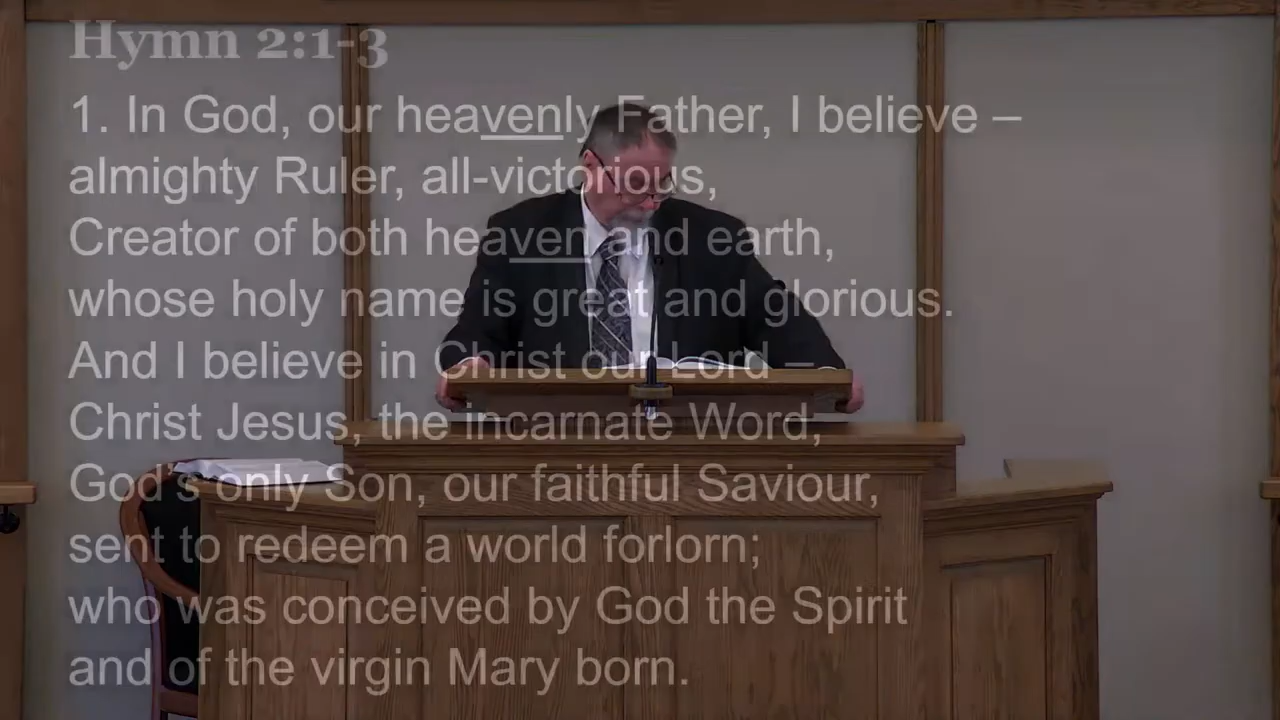 Hymn 2:1-3
1. In God, our heavenly Father, I believe –
almighty Ruler, all-victorious,
Creator of both heaven and earth,
whose holy name is great and glorious.
And I believe in Christ our Lord –
Christ Jesus, the incarnate Word,
God's only Son, our faithful Saviour,
sent to redeem a world forlorn;
who was conceived by God the Spirit
and of the virgin Mary born.